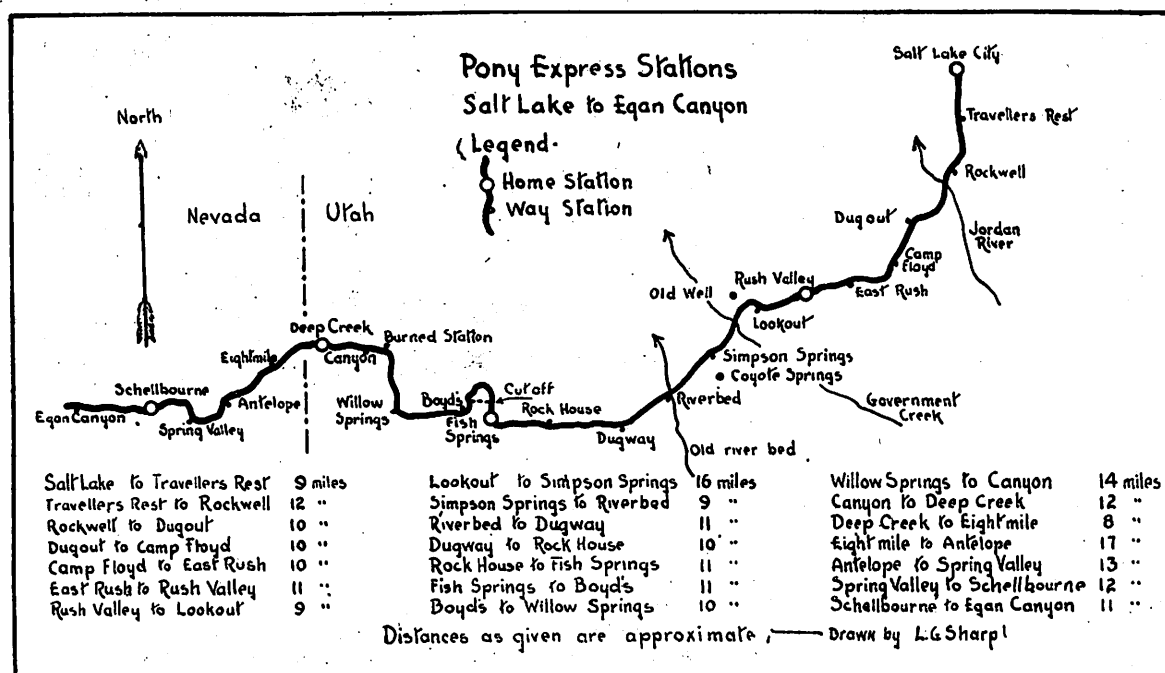 Pony Express Stations
Salt Lake to Egan Canyon
Legend.
Home Station
Way Station
North
Nevada
Utah
Salt Lake City
Travellers Rest
Rockwell
Jordan
River
Dugout
Camp
Floyd
East Rush
Rush Valley
Old Well
Lookout
Simpson Springs
Coyote Springs
Government
Creek
Riverbed
Old river bed
Dugway
Rock House
Cutoff
Boyd's
Fish
Springs
Willow
Springs
Burned Station
Deep Creek
Canyon
Eightmile
Antelope
Schellbourne
Spring Valley
Egan Canyon
Salt Lake to Travellers Rest 9 miles
Travellers Rest to Rockwell 12 "
Rockwell to Dugout 10 "
Dugout to Camp Floyd 10 "
Camp Floyd to East Rush 10 "
East Rush to Rush Valley 11 "
Rush Valley to Lookout 9 "
Lookout to Simpson Springs 16 miles
Simpson Springs to Riverbed 9 "
Riverbed to Dugway 11 "
Dugway to Rock House 10 "
Rock House to Fish Springs 11 "
Fish Springs to Boyd's 11 "
Boyd's to Willow Springs 10 "
Willow Springs to Canyon 14 miles
Canyon to Deep Creek 12 "
Deep Creek to Eightmile 8 "
Eightmile to Antelope 17 "
Antelope to Spring Valley 13 "
Spring Valley to Schellbourne 12 "
Schellbourne to Egan Canyon 11 "
Distances as given are approximate, — Drawn by L.G. Sharp